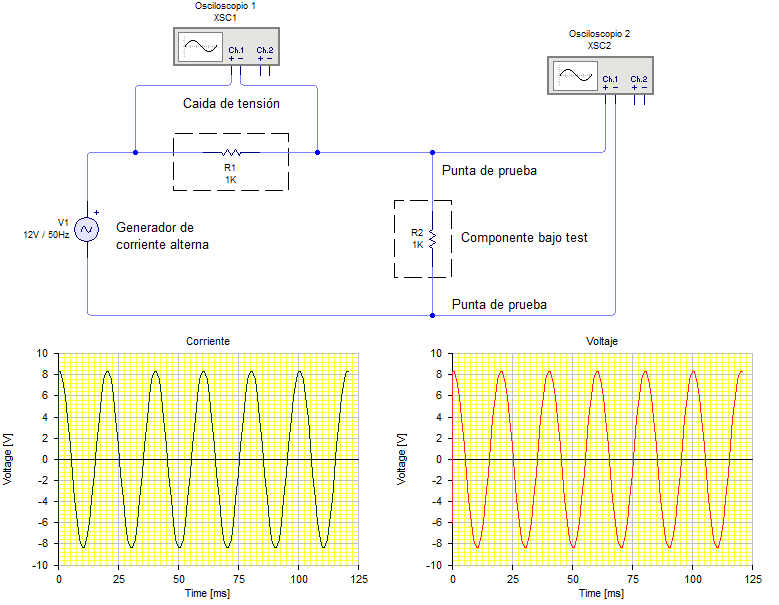 Osciloscopio 1
XSC1
Ch.1 Ch.2
+ − + −
Osciloscopio 2
XSC2
Ch.1 Ch.2
+ − + −
Caida de tensión
R1
1K
Punta de prueba
V1
12V / 50Hz
+
Generador de
corriente alterna
R2
1K
Componente bajo test
Punta de prueba
Corriente
Voltage [V]
10
8
6
4
2
0
-2
-4
-6
-8
-10
0 25 50 75 100 125
Time [ms]
Voltaje
Voltage [V]
10
8
6
4
2
0
-2
-4
-6
-8
-10
0 25 50 75 100 125
Time [ms]